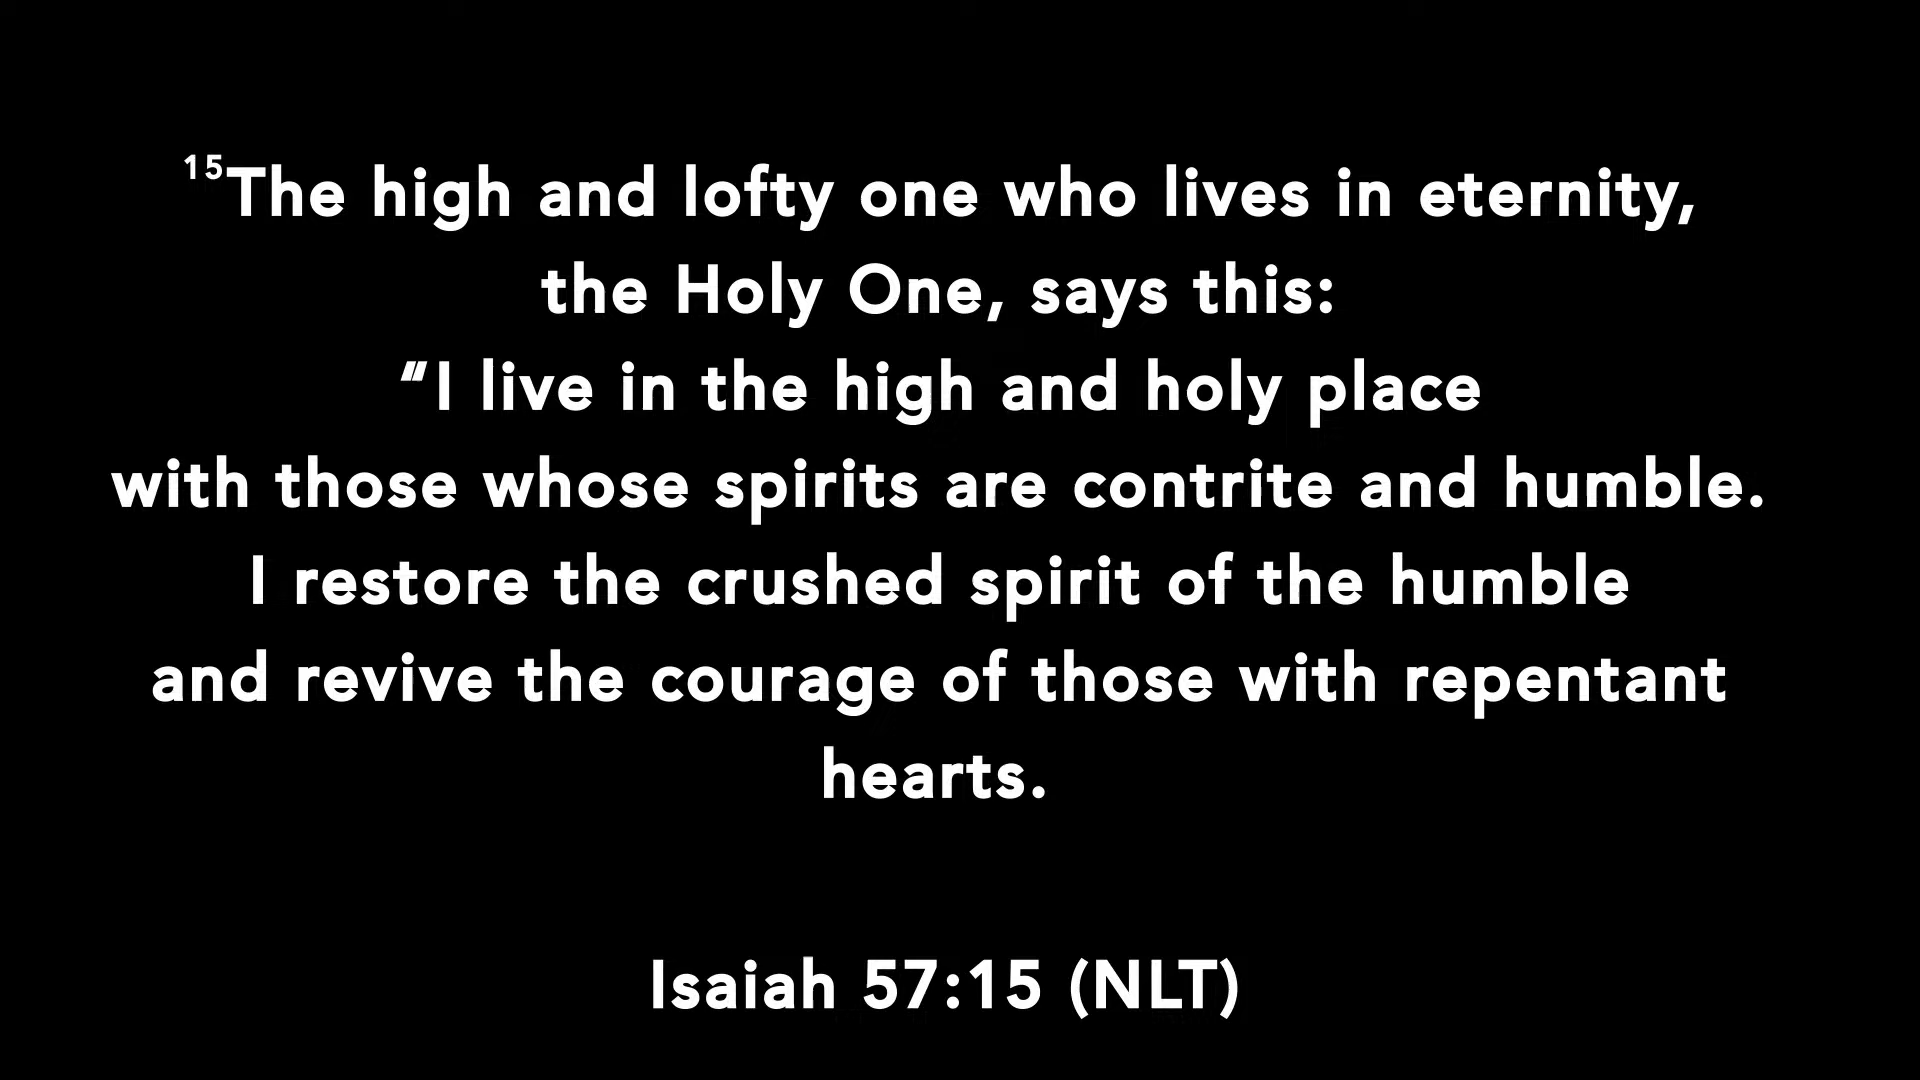 15The high and lofty one who lives in eternity,
the Holy One, says this:
“I live in the high and holy place
with those whose spirits are contrite and humble.
I restore the crushed spirit of the humble
and revive the courage of those with repentant
hearts.
Isaiah 57:15 (NLT)